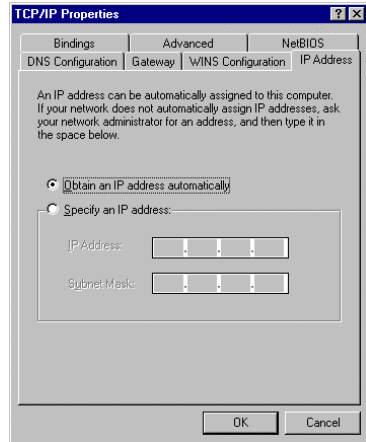 TCP/IP Properties
Bindings Advanced NetBIOS
DNS Configuration Gateway WINS Configuration IP Address
An IP address can be automatically assigned to this computer.
If your network does not automatically assign IP addresses, ask
your network administrator for an address, and then type it in
the space below.
Obtain an IP address automatically
Specify an IP address:
IP Address:
Subnet Mask:
OK Cancel